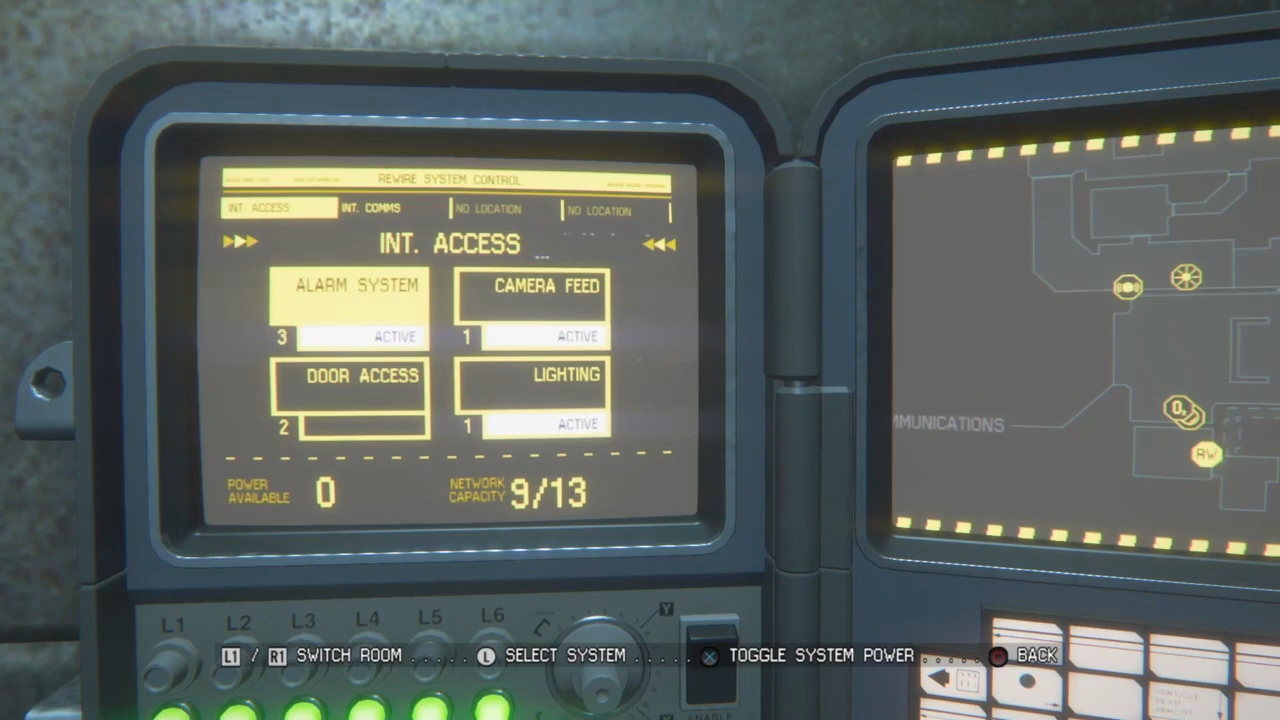 REWIRE SYSTEM CONTROL
INT. ACCESS
INT. COMMS
NO LOCATION
NO LOCATION
INT. ACCESS
ALARM SYSTEM
3 ACTIVE
CAMERA FEED
1 ACTIVE
DOOR ACCESS
2
LIGHTING
1 ACTIVE
POWER
AVAILABLE 0
NETWORK
CAPACITY 9/13
RW
L1 L2 L3 L4 L5 L6
Y
L1 / R1 SWITCH ROOM ..... L SELECT SYSTEM ..... TOGGLE SYSTEM POWER ..... BACK
ENABLE